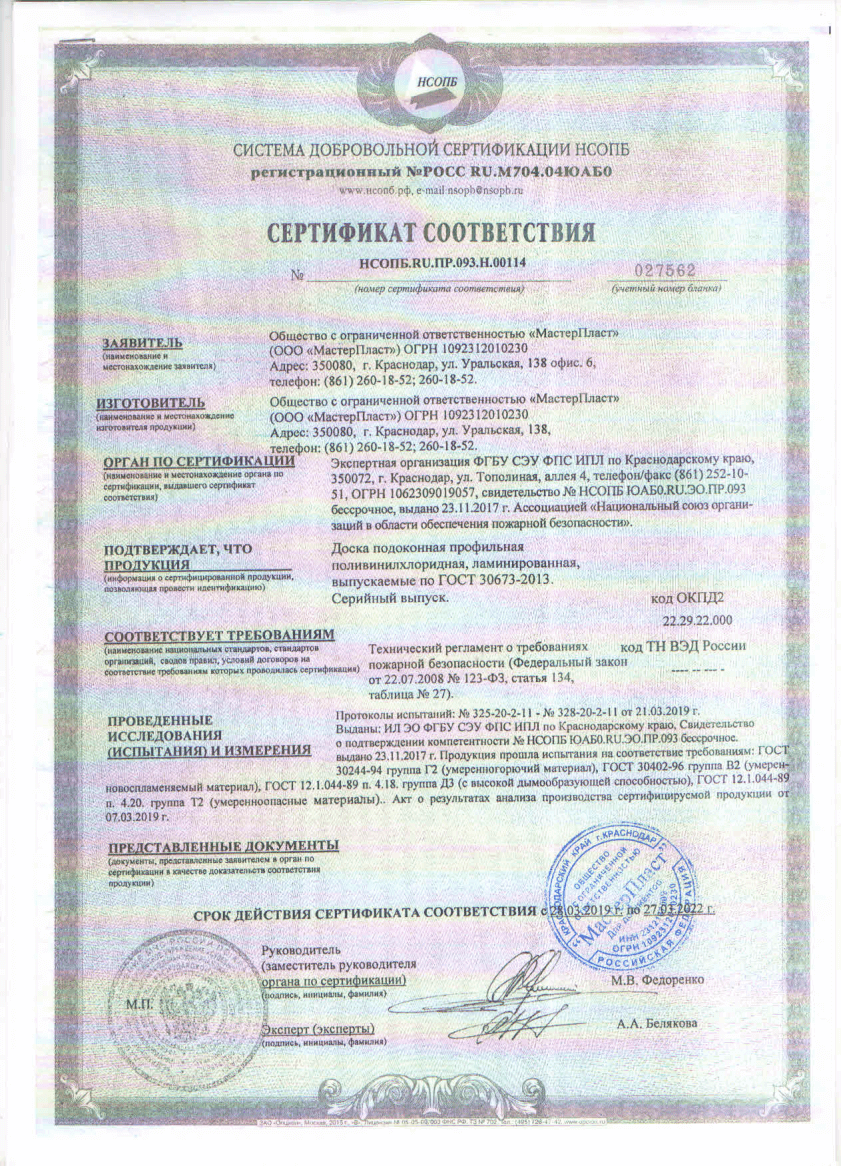 НСОПБ
СИСТЕМА ДОБРОВОЛЬНОЙ СЕРТИФИКАЦИИ НСОПБ
регистрационный №РОСС RU.М704.04ЮАБ0
www.нсопб.рф, e-mail nsopb@nsopb.ru
СЕРТИФИКАТ СООТВЕТСТВИЯ
№ НСОПБ.RU.ПР.093.Н.00114 027562
(номер сертификата соответствия) (учетный номер бланка)
ЗАЯВИТЕЛЬ
(наименование и
местонахождение заявителя)
Общество с ограниченной ответственностью «МастерПласт»
(ООО «МастерПласт») ОГРН 1092312010230
Адрес: 350080, г. Краснодар, ул. Уральская, 138 офис. 6,
телефон: (861) 260-18-52; 260-18-52.
ИЗГОТОВИТЕЛЬ
(наименование и местонахождение
изготовителя продукции)
Общество с ограниченной ответственностью «МастерПласт»
(ООО «МастерПласт») ОГРН 1092312010230
Адрес: 350080, г. Краснодар, ул. Уральская, 138,
телефон: (861) 260-18-52; 260-18-52.
ОРГАН ПО СЕРТИФИКАЦИИ
(наименование и местонахождение органа по
сертификации, выдавшего сертификат
соответствия)
Экспертная организация ФГБУ СЭУ ФПС ИПЛ по Краснодарскому краю,
350072, г. Краснодар, ул. Тополиная, аллея 4, телефон/факс (861) 252-10-
51, ОГРН 1062309019057, свидетельство № НСОПБ ЮАБ0.RU.ЭО.ПР.093
бессрочное, выдано 23.11.2017 г. Ассоциацией «Национальный союз органи-
заций в области обеспечения пожарной безопасности».
ПОДТВЕРЖДАЕТ, ЧТО
ПРОДУКЦИЯ
(информация о сертифицированной продукции,
позволяющая провести идентификацию)
Доска подоконная профильная
поливинилхлоридная, ламинированная,
выпускаемые по ГОСТ 30673-2013.
Серийный выпуск.
код ОКПД2
22.29.22.000
СООТВЕТСТВУЕТ ТРЕБОВАНИЯМ
(наименование национальных стандартов, стандартов
организаций, сводов правил, условий договоров на
соответствие требованиям которых проводилась сертификация)
Технический регламент о требованиях
пожарной безопасности (Федеральный закон
от 22.07.2008 № 123-ФЗ, статья 134,
таблица № 27).
код ТН ВЭД России
---- -- --- -
ПРОВЕДЕННЫЕ
ИССЛЕДОВАНИЯ
(ИСПЫТАНИЯ) И ИЗМЕРЕНИЯ
Протоколы испытаний: № 325-20-2-11 - № 328-20-2-11 от 21.03.2019 г.
Выданы: ИЛ ЭО ФГБУ СЭУ ФПС ИПЛ по Краснодарскому краю, Свидетельство
о подтверждении компетентности № НСОПБ ЮАБ0.RU.ЭО.ПР.093 бессрочное.
выдано 23.11.2017 г. Продукция прошла испытания на соответствие требованиям: ГОСТ
30244-94 группа Г2 (умеренногорючий материал), ГОСТ 30402-96 группа В2 (умерен-
новоспламеняемый материал), ГОСТ 12.1.044-89 п. 4.18. группа Д3 (с высокой дымообразующей способностью), ГОСТ 12.1.044-89
п. 4.20. группа Т2 (умеренноопасные материалы).. Акт о результатах анализа производства сертифицируемой продукции от
07.03.2019 г.
ПРЕДСТАВЛЕННЫЕ ДОКУМЕНТЫ
(документы, представленные заявителем в орган по
сертификации в качестве доказательств соответствия
продукции)
СРОК ДЕЙСТВИЯ СЕРТИФИКАТА СООТВЕТСТВИЯ с 28.03.2019 г. по 27.03.2022 г.
КРАСНОДАРСКИЙ КРАЙ г.КРАСНОДАР
РОССИЙСКАЯ ФЕДЕРАЦИЯ
ОБЩЕСТВО
С ОГРАНИЧЕННОЙ
ОТВЕТСТВЕННОСТЬЮ
"МастерПласт"
Для документов
ОГРН 1092312010230
Руководитель
(заместитель руководителя
органа по сертификации)
(подпись, инициалы, фамилия)
М.В. Федоренко
М.П.
Эксперт (эксперты)
(подпись, инициалы, фамилия)
А.А. Белякова